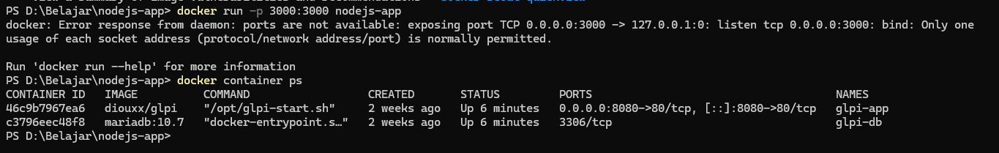 PS D:\Belajar\nodejs-app> docker run -p 3000:3000 nodejs-app
docker: Error response from daemon: ports are not available: exposing port TCP 0.0.0.0:3000 -> 127.0.0.1:0: listen tcp 0.0.0.0:3000: bind: Only one
usage of each socket address (protocol/network address/port) is normally permitted.
Run 'docker run --help' for more information
PS D:\Belajar\nodejs-app> docker container ps
CONTAINER ID   IMAGE          COMMAND                  CREATED       STATUS         PORTS                                     NAMES
46c9b7967ea6   diouxx/glpi    "/opt/glpi-start.sh"     2 weeks ago   Up 6 minutes   0.0.0.0:8080->80/tcp, [::]:8080->80/tcp   glpi-app
c3796eec48f8   mariadb:10.7   "docker-entrypoint.s…"   2 weeks ago   Up 6 minutes   3306/tcp                                  glpi-db
PS D:\Belajar\nodejs-app>